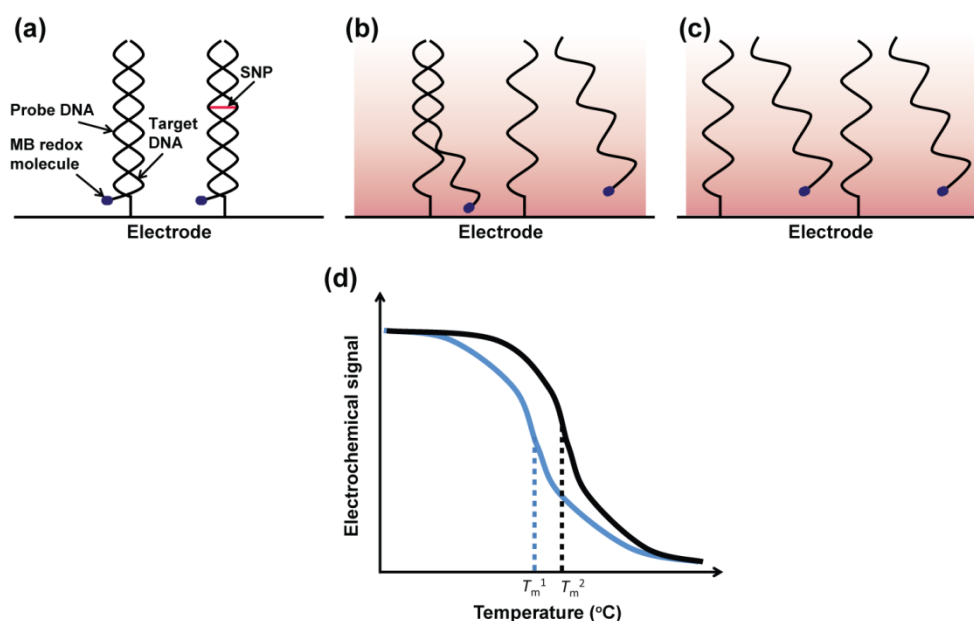 (a)
Probe DNA
MB redox
molecule
Target
DNA
SNP
Electrode
(b)
Electrode
(c)
Electrode
(d)
Electrochemical signal
Tm1
Tm2
Temperature (oC)